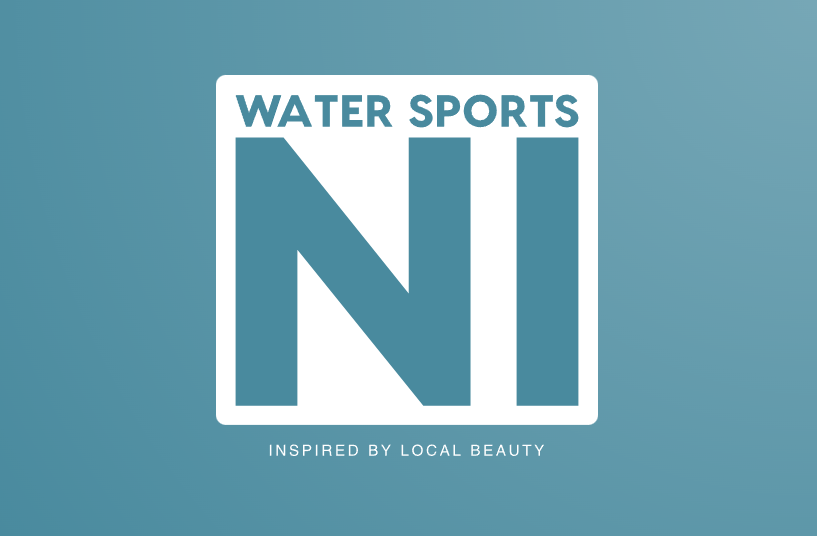 WATER SPORTS
NI
INSPIRED BY LOCAL BEAUTY